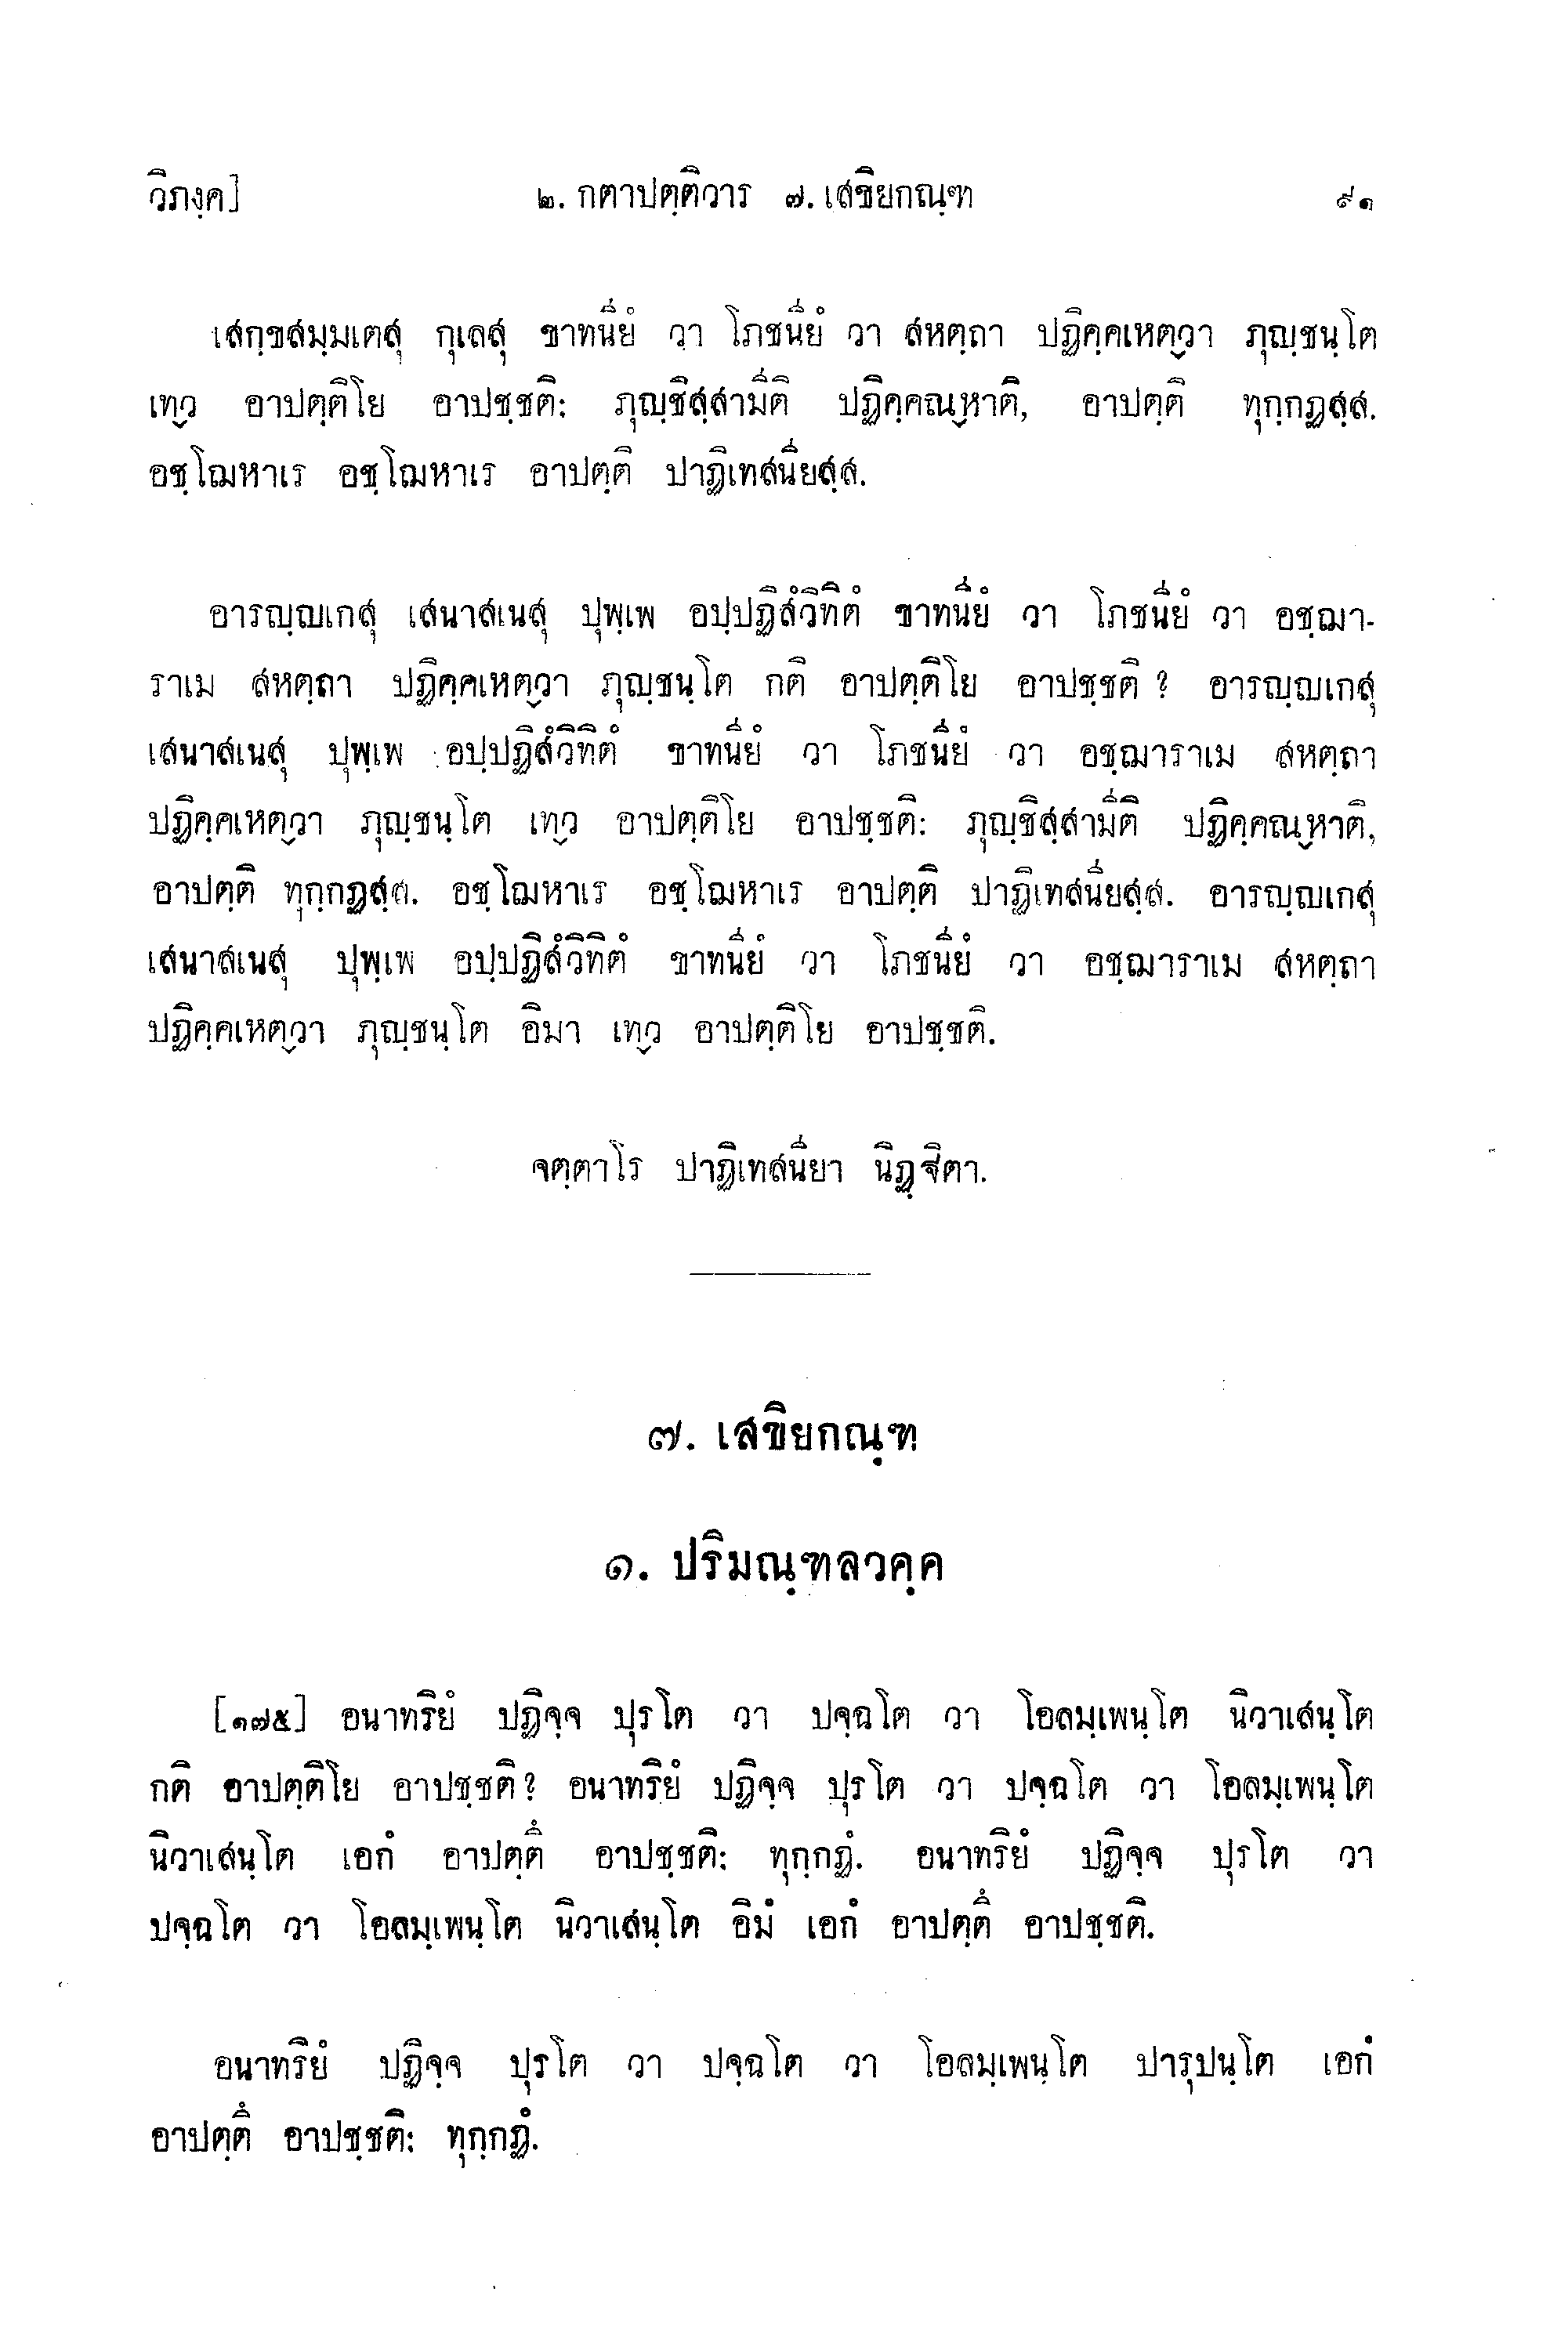 วิภงฺค]	๒. กตาปตฺติวาร ๗. เสขิยกณฺฑ	๙๑
เสกฺขสมฺมเตสุ กุเลสุ ขาทนียํ วา โภชนียํ วา สหตฺถา ปฏิคฺคเหตฺวา ภุญฺชนฺโต
เทฺว อาปตฺติโย อาปชฺชติ: ภุญฺชิสฺสามีติ ปฏิคฺคณฺหาติ, อาปตฺติ ทุกฺกฏสฺส.
อชฺโฌหาเร อชฺโฌหาเร อาปตฺติ ปาฏิเทสนียสฺส.
อารญฺญเกสุ เสนาสเนสุ ปุพฺเพ อปฺปฏิสํวิทิตํ ขาทนียํ วา โภชนียํ วา อชฺฌา-
ราเม สหตฺถา ปฏิคฺคเหตฺวา ภุญฺชนฺโต กติ อาปตฺติโย อาปชฺชติ ? อารญฺญเกสุ
เสนาสเนสุ ปุพฺเพ อปฺปฏิสํวิทิตํ ขาทนียํ วา โภชนียํ วา อชฺฌาราเม สหตฺถา
ปฏิคฺคเหตฺวา ภุญฺชนฺโต เทฺว อาปตฺติโย อาปชฺชติ: ภุญฺชิสฺสามีติ ปฏิคฺคณฺหาติ,
อาปตฺติ ทุกฺกฏสฺส. อชฺโฌหาเร อชฺโฌหาเร อาปตฺติ ปาฏิเทสนียสฺส. อารญฺญเกสุ
เสนาสเนสุ ปุพฺเพ อปฺปฏิสํวิทิตํ ขาทนียํ วา โภชนียํ วา อชฺฌาราเม สหตฺถา
ปฏิคฺคเหตฺวา ภุญฺชนฺโต อิมา เทฺว อาปตฺติโย อาปชฺชติ.
จตฺตาโร ปาฏิเทสนียา นิฏฺฐิตา.
๗. เสขิยกณฺฑ
๑. ปริมณฺฑลวคฺค
[๑๗๕] อนาทริยํ ปฏิจฺจ ปุรโต วา ปจฺฉโต วา โอลมฺเพนฺโต นิวาเสนฺโต
กติ อาปตฺติโย อาปชฺชติ? อนาทริยํ ปฏิจฺจ ปุรโต วา ปจฺฉโต วา โอลมฺเพนฺโต
นิวาเสนฺโต เอกํ อาปตฺตึ อาปชฺชติ: ทุกฺกฏํ. อนาทริยํ ปฏิจฺจ ปุรโต วา
ปจฺฉโต วา โอลมฺเพนฺโต นิวาเสนฺโต อิมํ เอกํ อาปตฺตึ อาปชฺชติ.
อนาทริยํ ปฏิจฺจ ปุรโต วา ปจฺฉโต วา โอลมฺเพนฺโต ปารุปนฺโต เอกํ
อาปตฺตึ อาปชฺชติ: ทุกฺกฏํ.